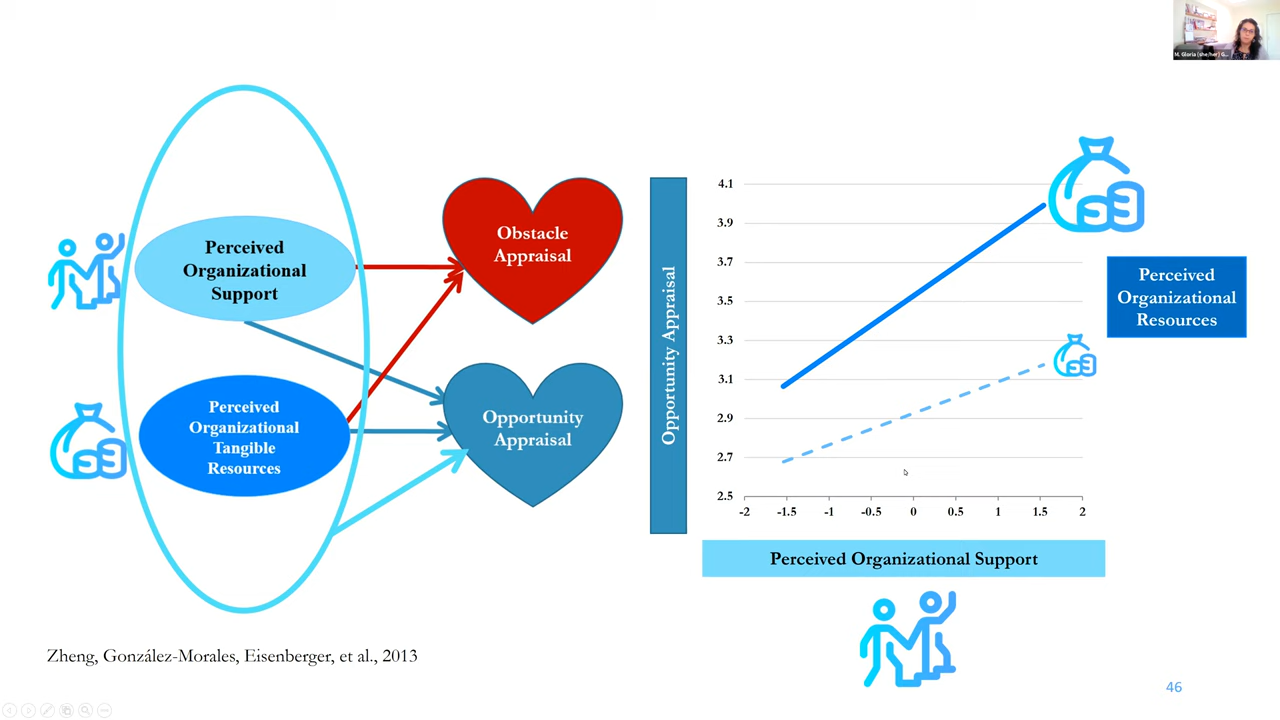 M. Gloria (she/her) G...
Perceived
Organizational
Support
Perceived
Organizational
Tangible
Resources
Obstacle
Appraisal
Opportunity
Appraisal
Opportunity Appraisal
4.1
3.9
3.7
3.5
3.3
3.1
2.9
2.7
2.5
-2 -1.5 -1 -0.5 0 0.5 1 1.5 2
Perceived
Organizational
Resources
Perceived Organizational Support
Zheng, González-Morales, Eisenberger, et al., 2013
46